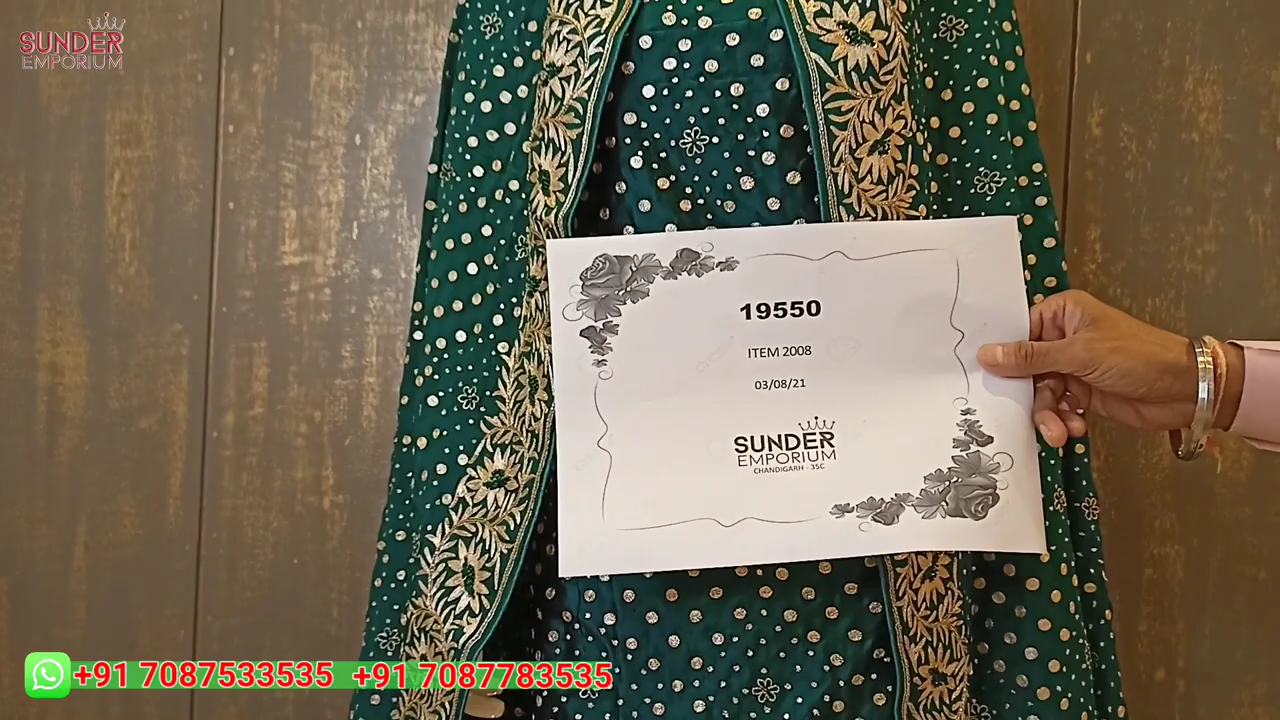 SUNDER
EMPORIUM
19550
ITEM 2008
03/08/21
SUNDER
EMPORIUM
CHANDIGARH - 35C
+91 7087533535 +91 7087783535